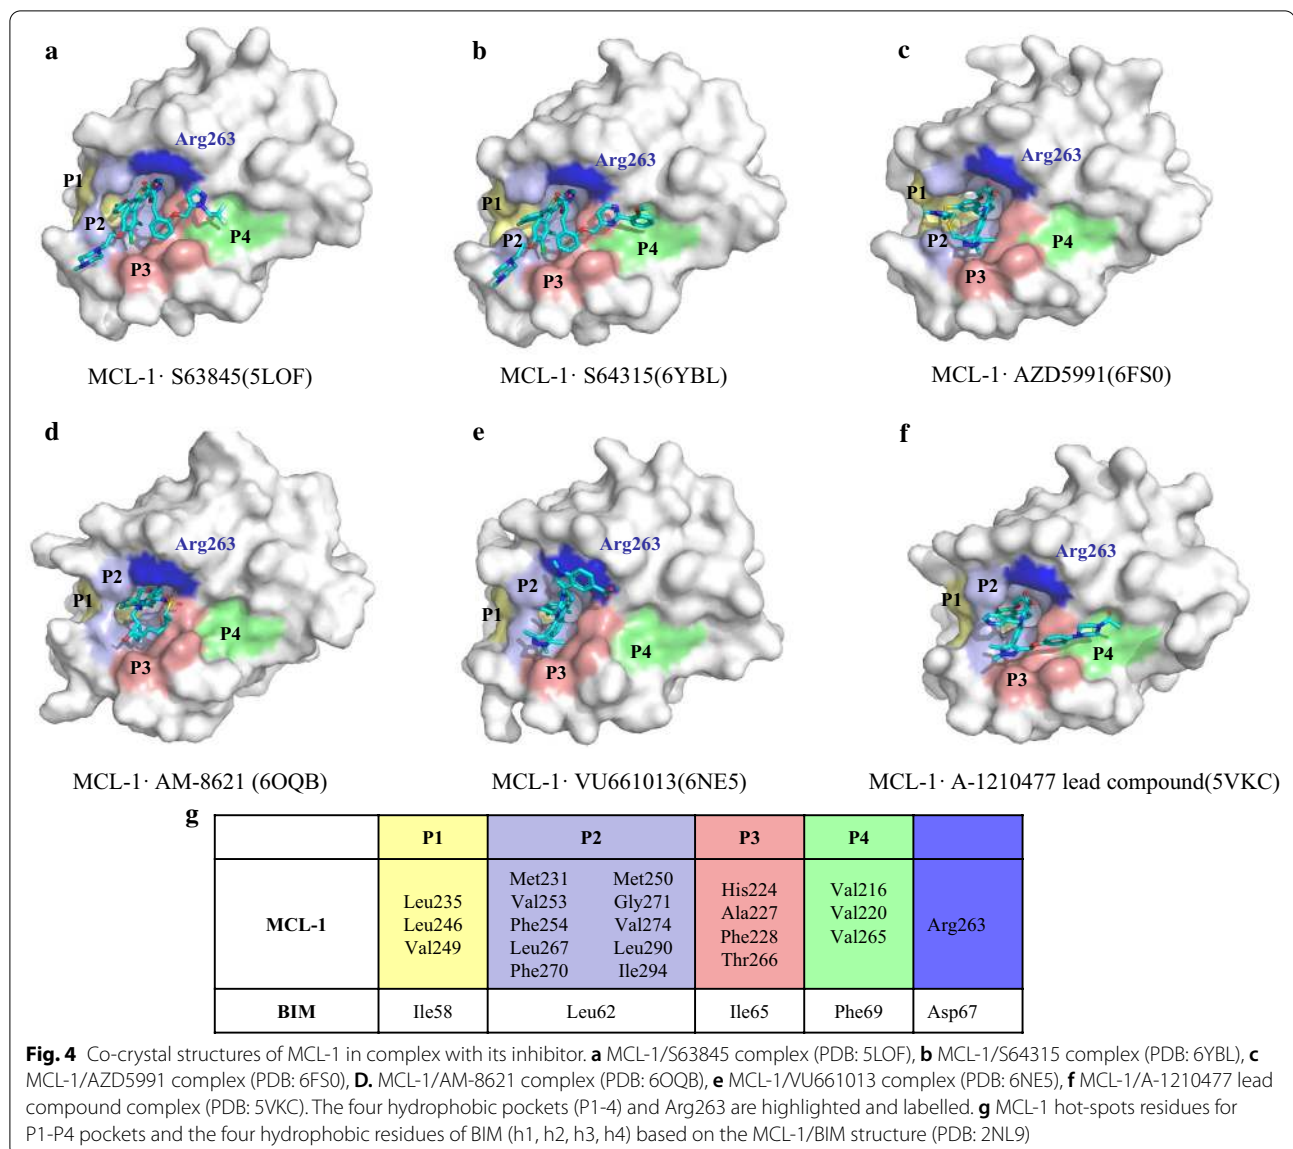 a
Arg263
P1
P2
P4
P3
MCL-1· S63845(5LOF)
b
Arg263
P1
P2
P4
P3
MCL-1· S64315(6YBL)
c
Arg263
P1
P2
P4
P3
MCL-1· AZD5991(6FS0)
d
Arg263
P2
P1
P4
P3
MCL-1· AM-8621 (6OQB)
e
Arg263
P2
P1
P4
P3
MCL-1· VU661013(6NE5)
f
Arg263
P2
P1
P4
P3
MCL-1· A-1210477 lead compound(5VKC)
g
P1 P2 P3 P4
MCL-1
Leu235
Leu246
Val249
Met231 Met250
Val253 Gly271
Phe254 Val274
Leu267 Leu290
Phe270 Ile294
His224
Ala227
Phe228
Thr266
Val216
Val220
Val265
Arg263
BIM Ile58 Leu62 Ile65 Phe69 Asp67
Fig. 4 Co-crystal structures of MCL-1 in complex with its inhibitor. a MCL-1/S63845 complex (PDB: 5LOF), b MCL-1/S64315 complex (PDB: 6YBL), c
MCL-1/AZD5991 complex (PDB: 6FS0), D. MCL-1/AM-8621 complex (PDB: 6OQB), e MCL-1/VU661013 complex (PDB: 6NE5), f MCL-1/A-1210477 lead
compound complex (PDB: 5VKC). The four hydrophobic pockets (P1-4) and Arg263 are highlighted and labelled. g MCL-1 hot-spots residues for
P1-P4 pockets and the four hydrophobic residues of BIM (h1, h2, h3, h4) based on the MCL-1/BIM structure (PDB: 2NL9)